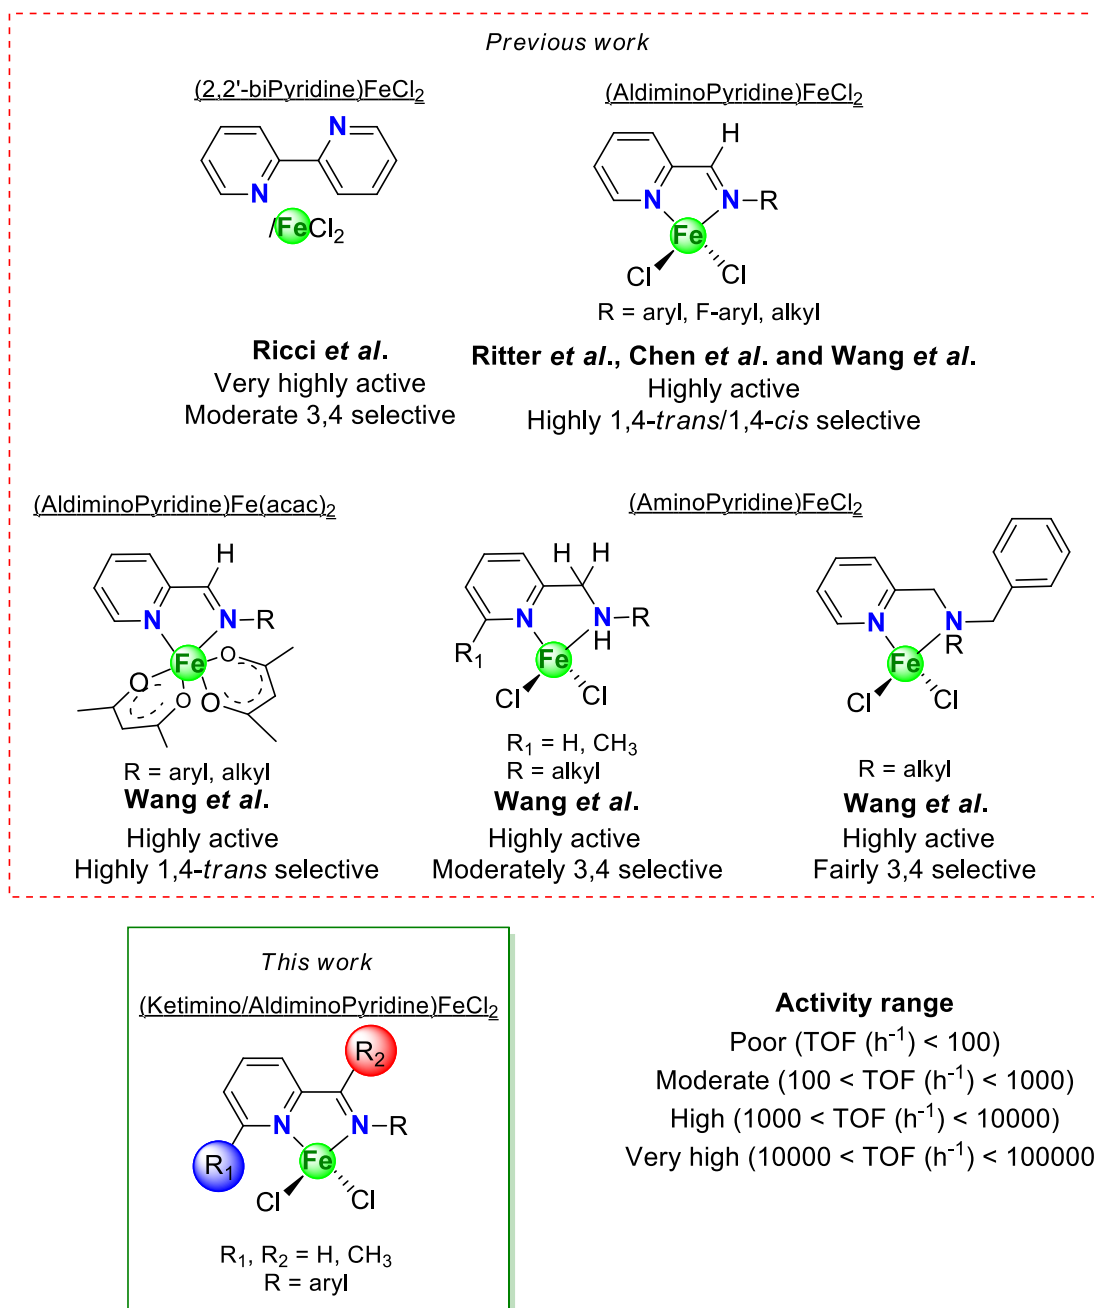 Previous work
(2,2'-biPyridine)FeCl2
(AldiminoPyridine)FeCl2
N
N
/FeCl2
H
N
N–R
Fe
Cl
Cl
R = aryl, F-aryl, alkyl
Ricci et al.
Very highly active
Moderate 3,4 selective
Ritter et al., Chen et al. and Wang et al.
Highly active
Highly 1,4-trans/1,4-cis selective
(AldiminoPyridine)Fe(acac)2
(AminoPyridine)FeCl2
H
N
N–R
Fe
O
O
O
O
R = aryl, alkyl
Wang et al.
Highly active
Highly 1,4-trans selective
H
H
N
N–R
H
R1
Fe
Cl
Cl
R1 = H, CH3
R = alkyl
Wang et al.
Highly active
Moderately 3,4 selective
N
N
R
Fe
Cl
Cl
R = alkyl
Wang et al.
Highly active
Fairly 3,4 selective
This work
(Ketimino/AldiminoPyridine)FeCl2
R2
N
N–R
R1
Fe
Cl
Cl
R1, R2 = H, CH3
R = aryl
Activity range
Poor (TOF (h-1) < 100)
Moderate (100 < TOF (h-1) < 1000)
High (1000 < TOF (h-1) < 10000)
Very high (10000 < TOF (h-1) < 100000